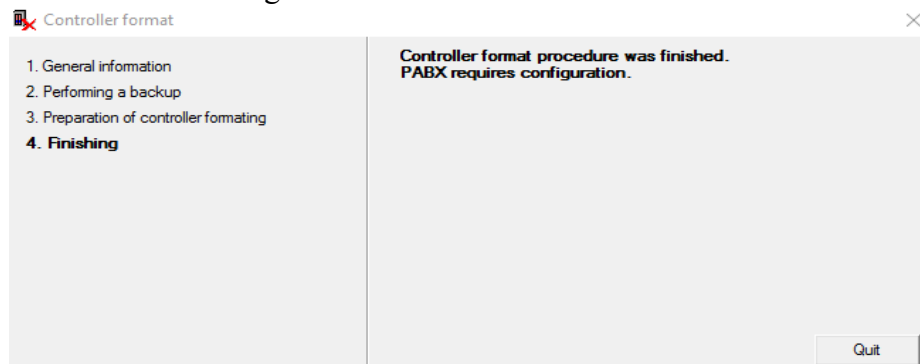 Controller format
1. General information
2. Performing a backup
3. Preparation of controller formating
4. Finishing
Controller format procedure was finished.
PABX requires configuration.
Quit